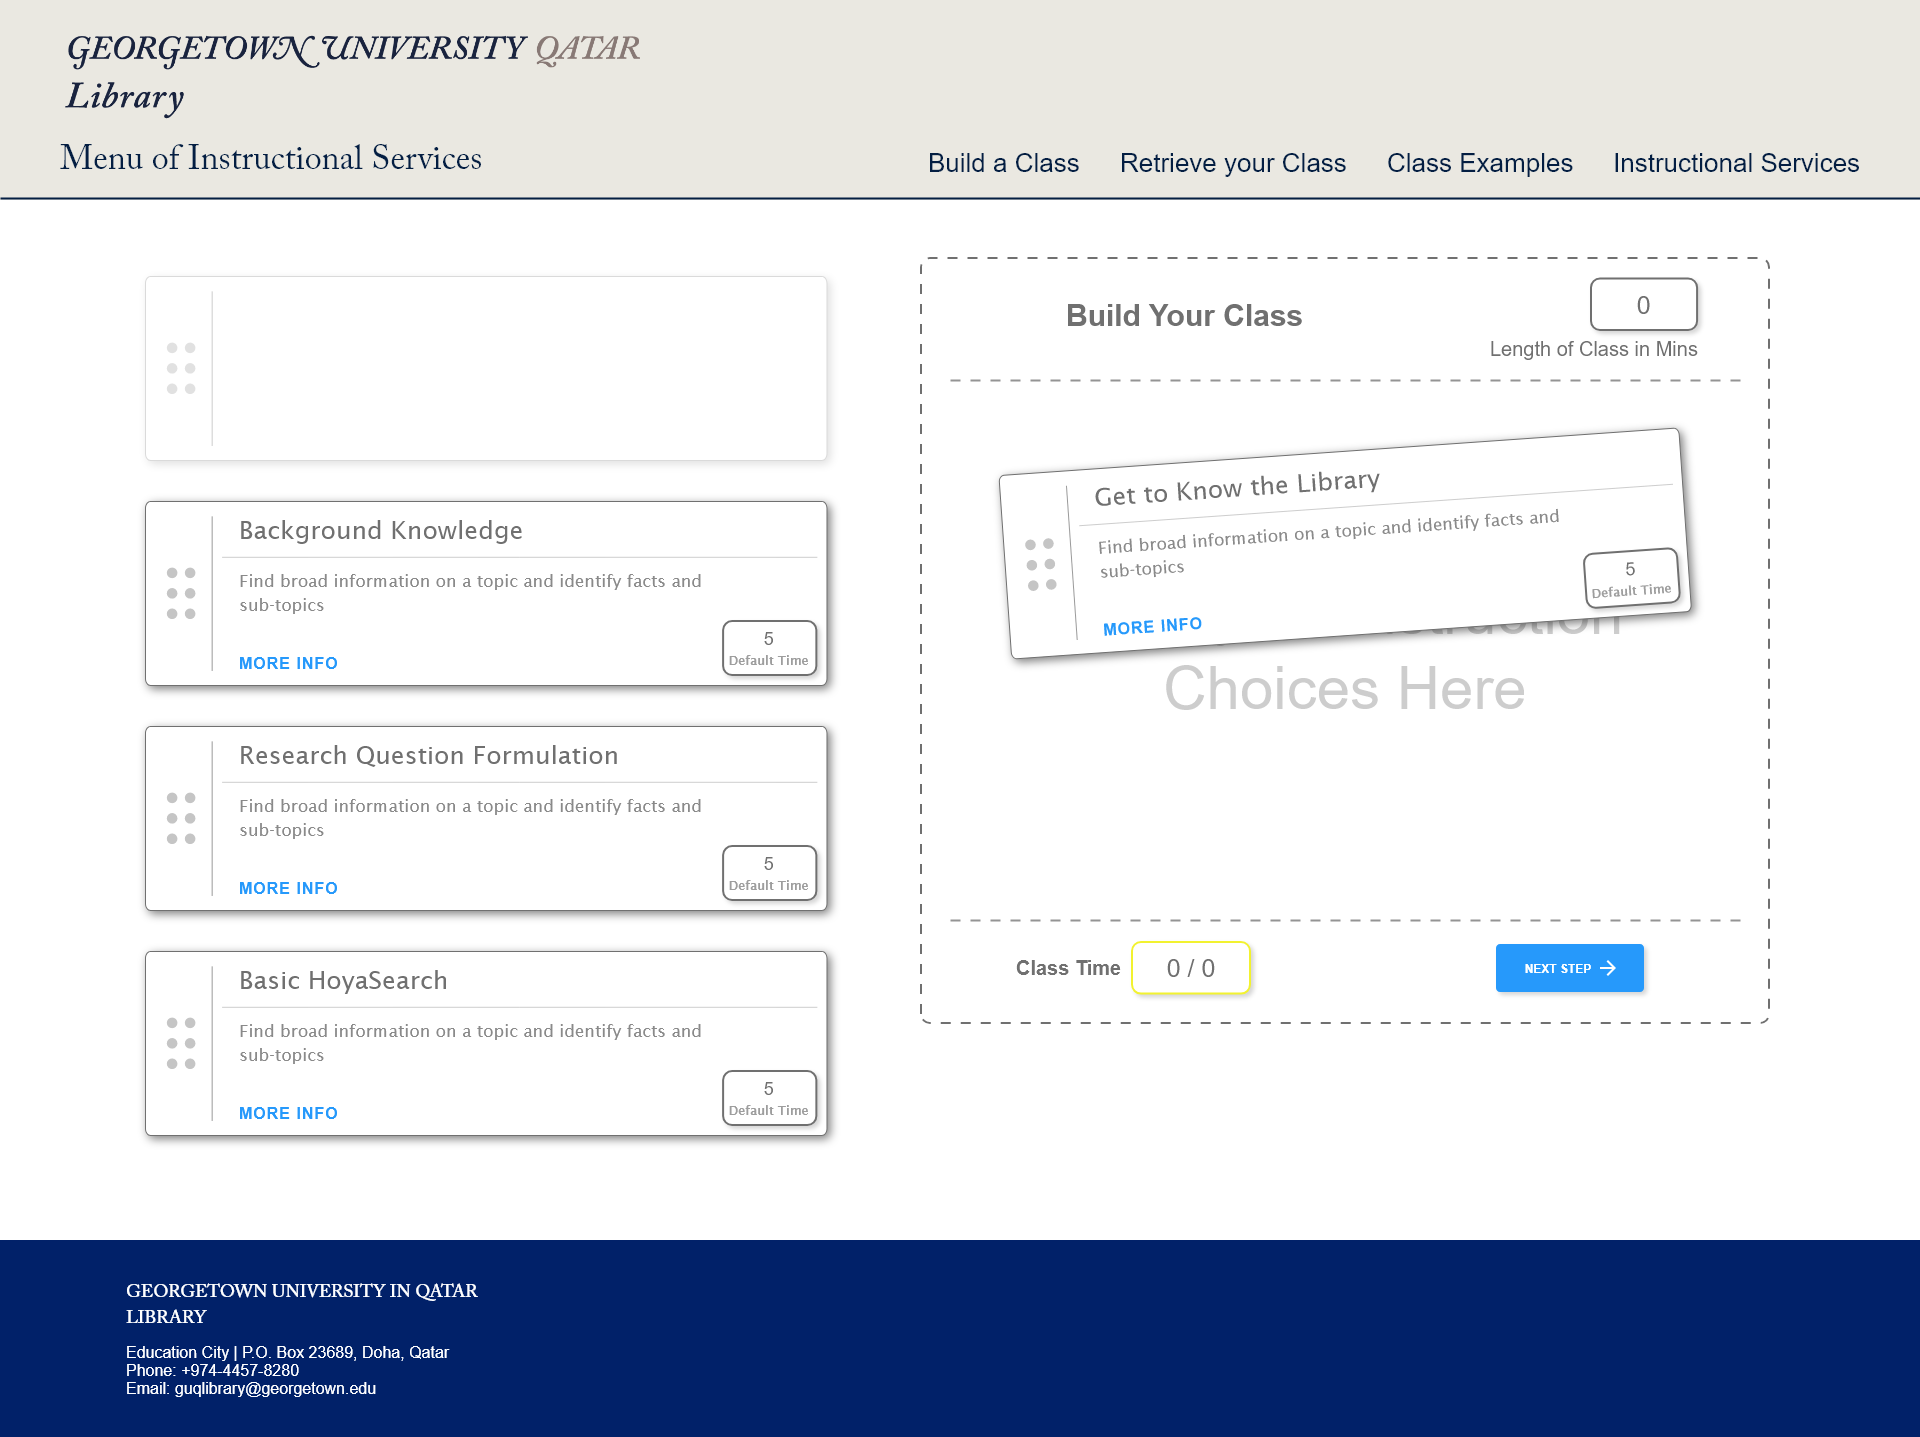 GEORGETOWN UNIVERSITY QATAR
Library
Menu of Instructional Services
Build a Class
Retrieve your Class
Class Examples
Instructional Services
Background Knowledge
Find broad information on a topic and identify facts and
sub-topics
5
Default Time
MORE INFO
Research Question Formulation
Find broad information on a topic and identify facts and
sub-topics
5
Default Time
MORE INFO
Basic HoyaSearch
Find broad information on a topic and identify facts and
sub-topics
5
Default Time
MORE INFO
Build Your Class
0
Length of Class in Mins
Get to Know the Library
Find broad information on a topic and identify facts and
sub-topics
5
Default Time
MORE INFO
Choices Here
Class Time
0 / 0
NEXT STEP
GEORGETOWN UNIVERSITY IN QATAR
LIBRARY
Education City | P.O. Box 23689, Doha, Qatar
Phone: +974-4457-8280
Email: guqlibrary@georgetown.edu